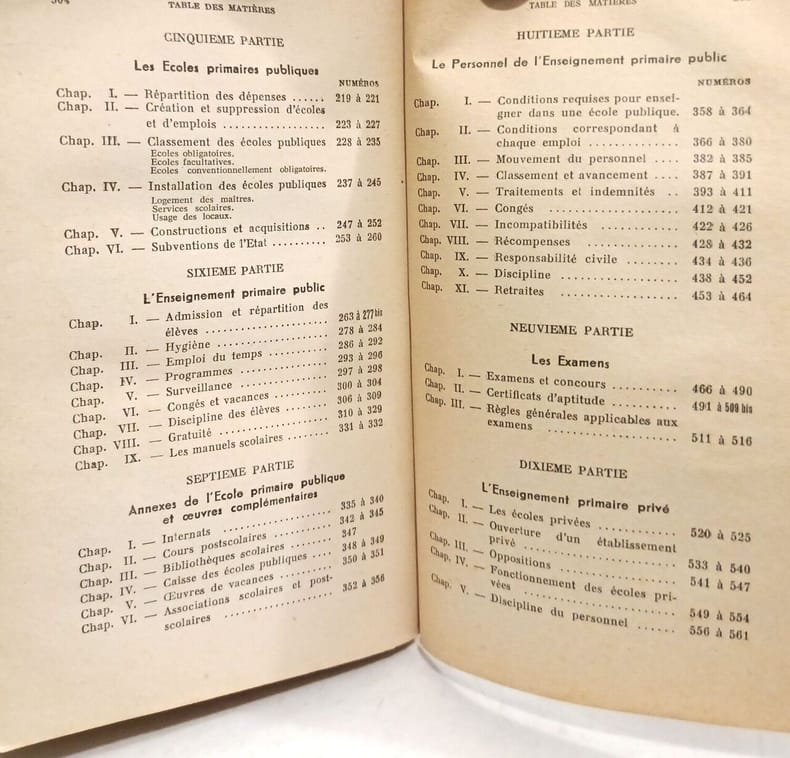 TABLE DES MATIÈRES
CINQUIEME PARTIE
Les Ecoles primaires publiques
NUMÉROS
Chap. I. — Répartition des dépenses ...... 219 à 221
Chap. II. — Création et suppression d'écoles
et d'emplois .................. 223 à 227
Chap. III. — Classement des écoles publiques 228 à 235
Ecoles obligatoires.
Ecoles facultatives.
Ecoles conventionnellement obligatoires.
Chap. IV. — Installation des écoles publiques 237 à 245
Logement des maîtres.
Services scolaires.
Usage des locaux.
Chap. V. — Constructions et acquisitions .. 247 à 252
Chap. VI. — Subventions de l'Etat .......... 253 à 260
SIXIEME PARTIE
L'Enseignement primaire public
Chap. I. — Admission et répartition des
élèves ..................... 263 à 277 bis
Chap. II. — Hygiène ..................... 278 à 284
Chap. III. — Emploi du temps .............. 286 à 292
Chap. IV. — Programmes .................. 293 à 296
Chap. V. — Surveillance .................. 297 à 298
Chap. VI. — Congés et vacances ........... 300 à 304
Chap. VII. — Discipline des élèves .......... 306 à 309
Chap. VIII. — Gratuité ..................... 310 à 329
Chap. IX. — Les manuels scolaires ........ 331 à 332
SEPTIEME PARTIE
Annexes de l'Ecole primaire publique
et œuvres complémentaires
Chap. I. — Internats .................... 335 à 340
Chap. II. — Cours postscolaires ........... 342 à 345
Chap. III. — Bibliothèques scolaires ........ 347
Chap. IV. — Caisse des écoles publiques .... 348 à 349
Chap. V. — Œuvres de vacances .......... 350 à 351
Chap. VI. — Associations scolaires et post-
scolaires .................. 352 à 356
TABLE DES MATIÈRES
HUITIEME PARTIE
Le Personnel de l'Enseignement primaire public
NUMÉROS
Chap. I. — Conditions requises pour ensei-
gner dans une école publique. 358 à 364
Chap. II. — Conditions correspondant à
chaque emploi .............. 366 à 380
Chap. III. — Mouvement du personnel .... 382 à 385
Chap. IV. — Classement et avancement .... 387 à 391
Chap. V. — Traitements et indemnités .. 393 à 411
Chap. VI. — Congés .................... 412 à 421
Chap. VII. — Incompatibilités .............. 422 à 426
Chap. VIII. — Récompenses .............. 428 à 432
Chap. IX. — Responsabilité civile ........ 434 à 436
Chap. X. — Discipline .................. 438 à 452
Chap. XI. — Retraites .................. 453 à 464
NEUVIEME PARTIE
Les Examens
Chap. I. — Examens et concours .......... 466 à 490
Chap. II. — Certificats d'aptitude .......... 491 à 509 bis
Chap. III. — Règles générales applicables aux
examens .................. 511 à 516
DIXIEME PARTIE
L'Enseignement primaire privé
Chap. I. — Les écoles privées ............ 520 à 525
Chap. II. — Ouverture d'un établissement
privé .................... 533 à 540
Chap. III. — Oppositions .................. 541 à 547
Chap. IV. — Fonctionnement des écoles pri-
vées .................... 549 à 554
Chap. V. — Discipline du personnel ...... 556 à 561